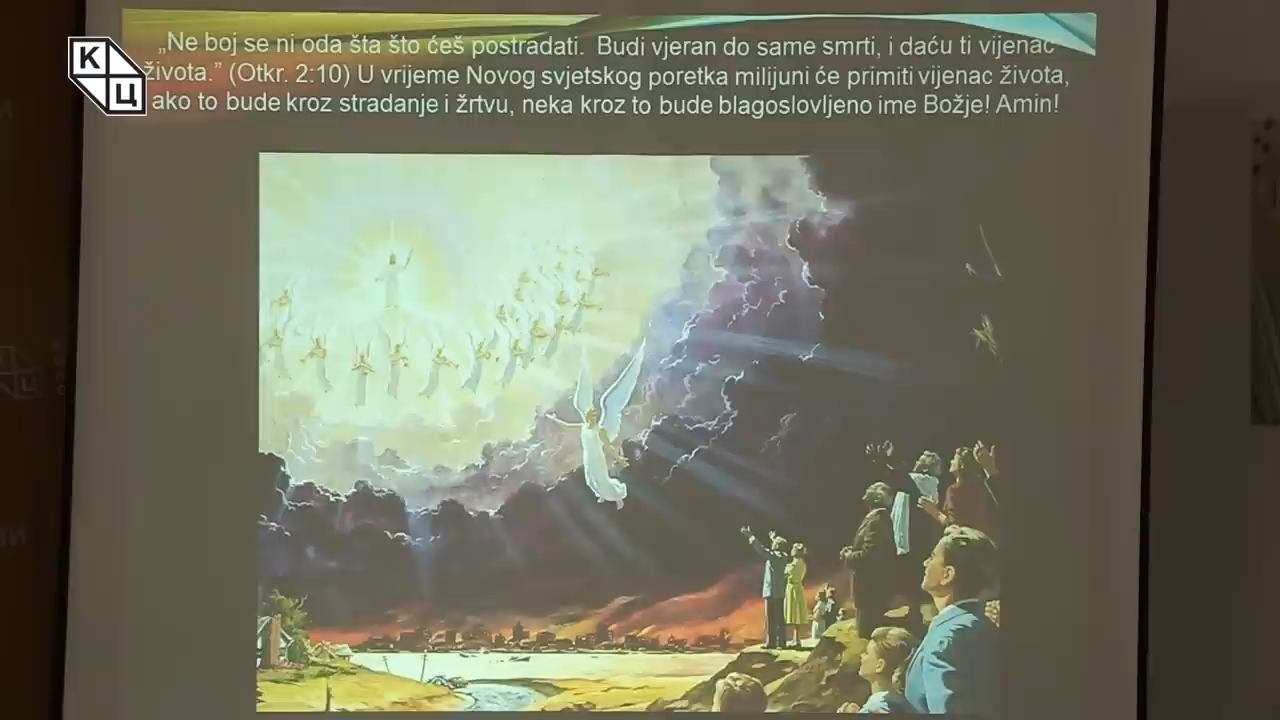 „Ne boj se ni oda šta što ćeš postradati. Budi vjeran do same smrti, i daću ti vijenac
života.” (Otkr. 2:10) U vrijeme Novog svjetskog poretka milijuni će primiti vijenac života,
ako to bude kroz stradanje i žrtvu, neka kroz to bude blagoslovljeno ime Božje! Amin!
К
Ц